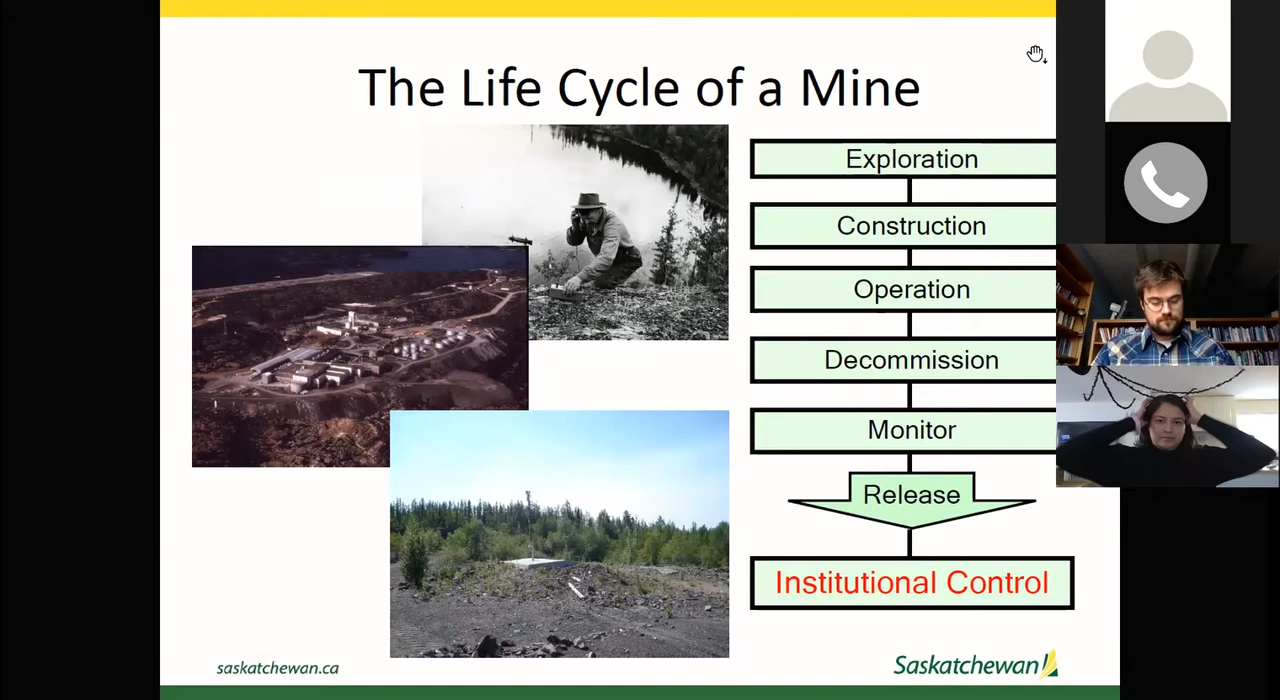 The Life Cycle of a Mine
Exploration
Construction
Operation
Decommission
Monitor
Release
Institutional Control
saskatchewan.ca
Saskatchewan